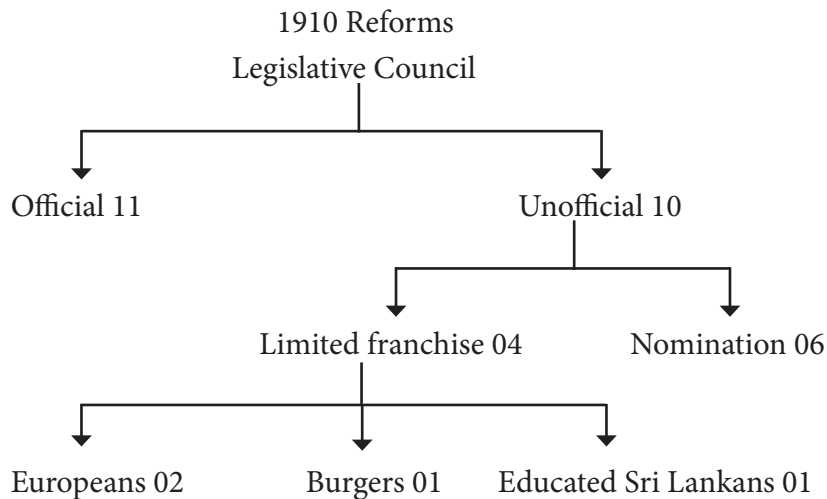 1910 Reforms
Legislative Council
Official 11
Unofficial 10
Limited franchise 04
Nomination 06
Europeans 02
Burgers 01
Educated Sri Lankans 01